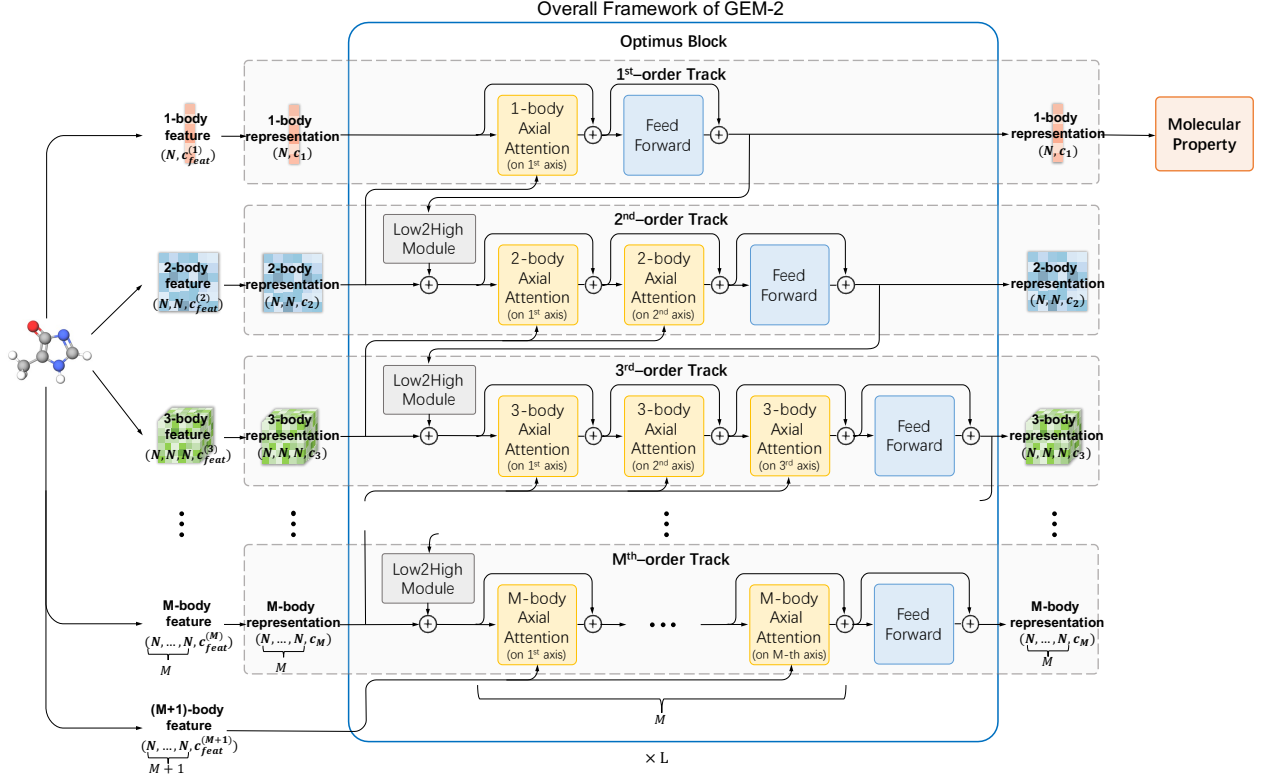 Overall Framework of GEM-2
Optimus Block
1st–order Track
1-body
feature
(N, c_feat^(1))
1-body
representation
(N, c₁)
1-body
Axial
Attention
(on 1st axis)
+
Feed
Forward
+
1-body
representation
(N, c₁)
Molecular
Property
2nd–order Track
Low2High
Module
2-body
feature
(N, N, c_feat^(2))
2-body
representation
(N, N, c₂)
+
2-body
Axial
Attention
(on 1st axis)
+
2-body
Axial
Attention
(on 2nd axis)
+
Feed
Forward
+
2-body
representation
(N, N, c₂)
3rd–order Track
Low2High
Module
3-body
feature
(N, N, N, c_feat^(3))
3-body
representation
(N, N, N, c₃)
+
3-body
Axial
Attention
(on 1st axis)
+
3-body
Axial
Attention
(on 2nd axis)
+
3-body
Axial
Attention
(on 3rd axis)
+
Feed
Forward
+
3-body
representation
(N, N, N, c₃)
Mth–order Track
Low2High
Module
M-body
feature
(N, …, N, c_feat^(M))
M
M-body
representation
(N, …, N, c_M)
M
+
M-body
Axial
Attention
(on 1st axis)
+
M-body
Axial
Attention
(on M-th axis)
+
Feed
Forward
+
M-body
representation
(N, …, N, c_M)
M
(M+1)-body
feature
(N, …, N, c_feat^(M+1))
M + 1
M
× L